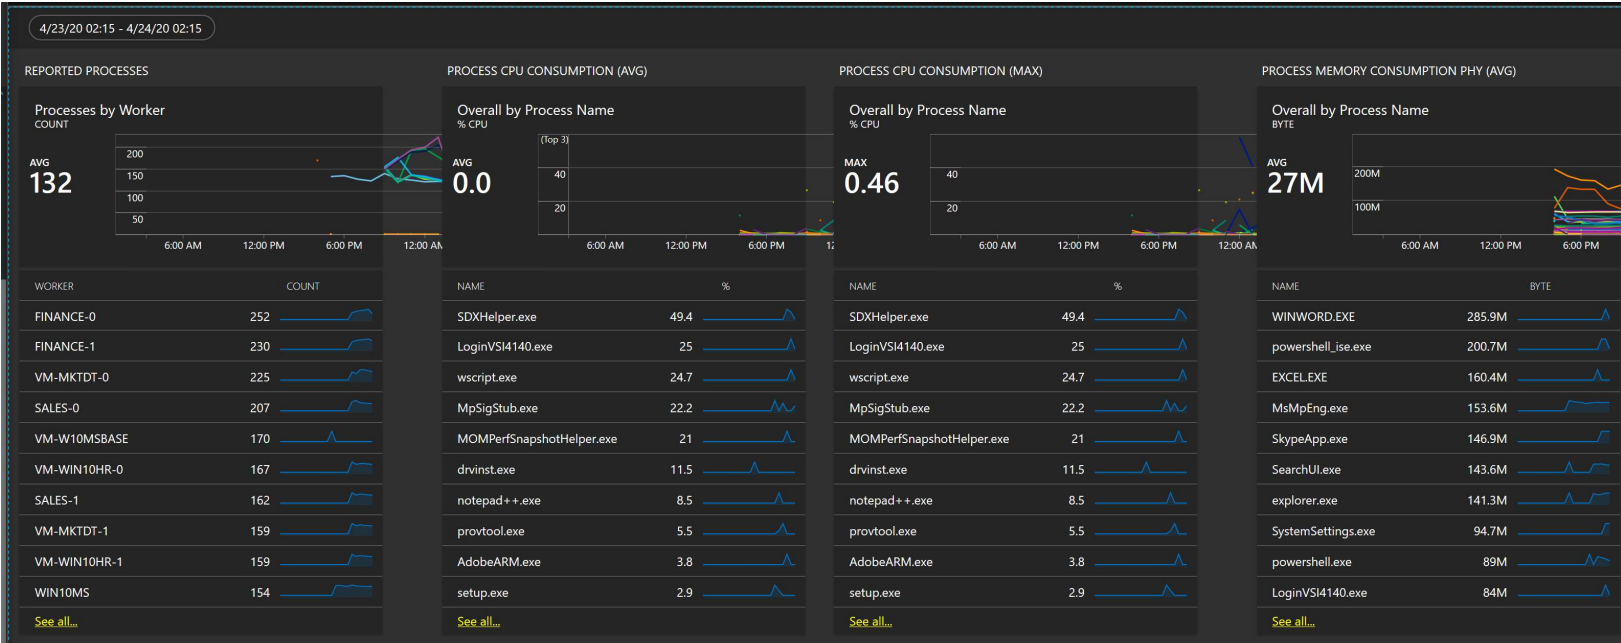 4/23/20 02:15 - 4/24/20 02:15
REPORTED PROCESSES
Processes by Worker
COUNT
AVG
132
200
150
100
50
6:00 AM 12:00 PM 6:00 PM 12:00 AM
WORKER COUNT
FINANCE-0 252
FINANCE-1 230
VM-MKTDT-0 225
SALES-0 207
VM-W10MSBASE 170
VM-WIN10HR-0 167
SALES-1 162
VM-MKTDT-1 159
VM-WIN10HR-1 159
WIN10MS 154
See all...
PROCESS CPU CONSUMPTION (AVG)
Overall by Process Name
% CPU
(Top 3)
AVG
0.0
40
20
6:00 AM 12:00 PM 6:00 PM 12
NAME %
SDXHelper.exe 49.4
LoginVSI4140.exe 25
wscript.exe 24.7
MpSigStub.exe 22.2
MOMPerfSnapshotHelper.exe 21
drvinst.exe 11.5
notepad++.exe 8.5
provtool.exe 5.5
AdobeARM.exe 3.8
setup.exe 2.9
See all...
PROCESS CPU CONSUMPTION (MAX)
Overall by Process Name
% CPU
MAX
0.46
40
20
6:00 AM 12:00 PM 6:00 PM 12:00 AM
NAME %
SDXHelper.exe 49.4
LoginVSI4140.exe 25
wscript.exe 24.7
MpSigStub.exe 22.2
MOMPerfSnapshotHelper.exe 21
drvinst.exe 11.5
notepad++.exe 8.5
provtool.exe 5.5
AdobeARM.exe 3.8
setup.exe 2.9
See all...
PROCESS MEMORY CONSUMPTION PHY (AVG)
Overall by Process Name
BYTE
AVG
27M
200M
100M
6:00 AM 12:00 PM 6:00 PM
NAME BYTE
WINWORD.EXE 285.9M
powershell_ise.exe 200.7M
EXCEL.EXE 160.4M
MsMpEng.exe 153.6M
SkypeApp.exe 146.9M
SearchUI.exe 143.6M
explorer.exe 141.3M
SystemSettings.exe 94.7M
powershell.exe 89M
LoginVSI4140.exe 84M
See all...